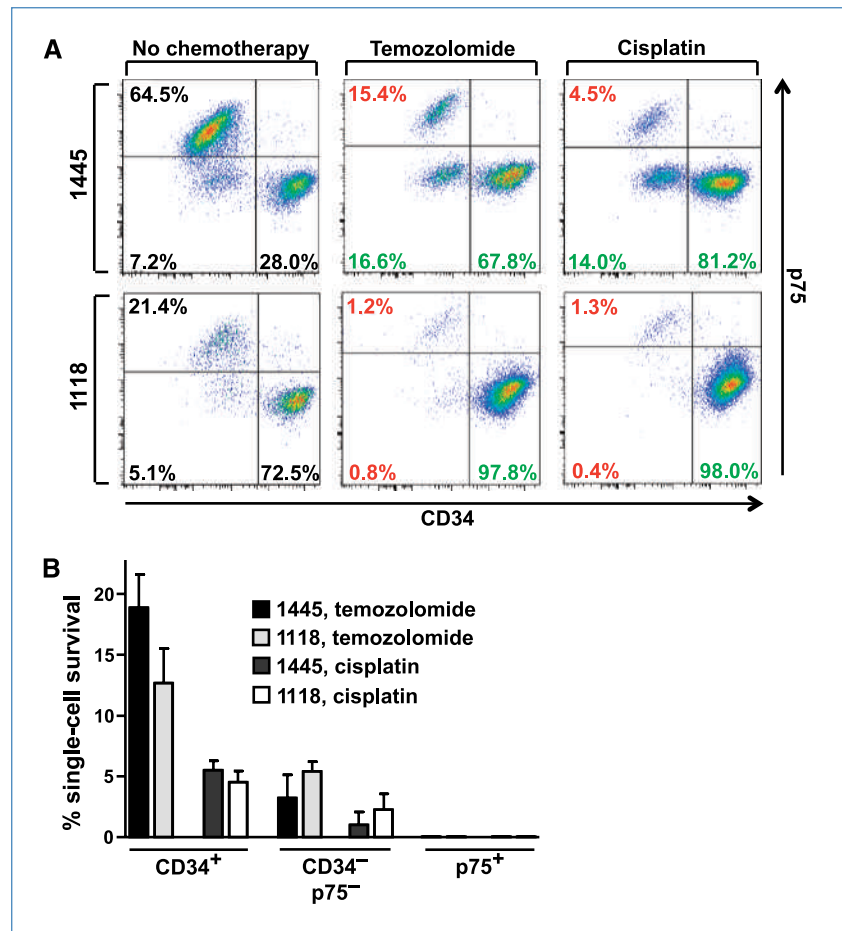 A
No chemotherapy
Temozolomide
Cisplatin
1445
64.5%
7.2%
28.0%
15.4%
16.6%
67.8%
4.5%
14.0%
81.2%
1118
21.4%
5.1%
72.5%
1.2%
0.8%
97.8%
1.3%
0.4%
98.0%
p75
CD34
B
% single-cell survival
20
15
10
5
0
1445, temozolomide
1118, temozolomide
1445, cisplatin
1118, cisplatin
CD34+
CD34–
p75–
p75+